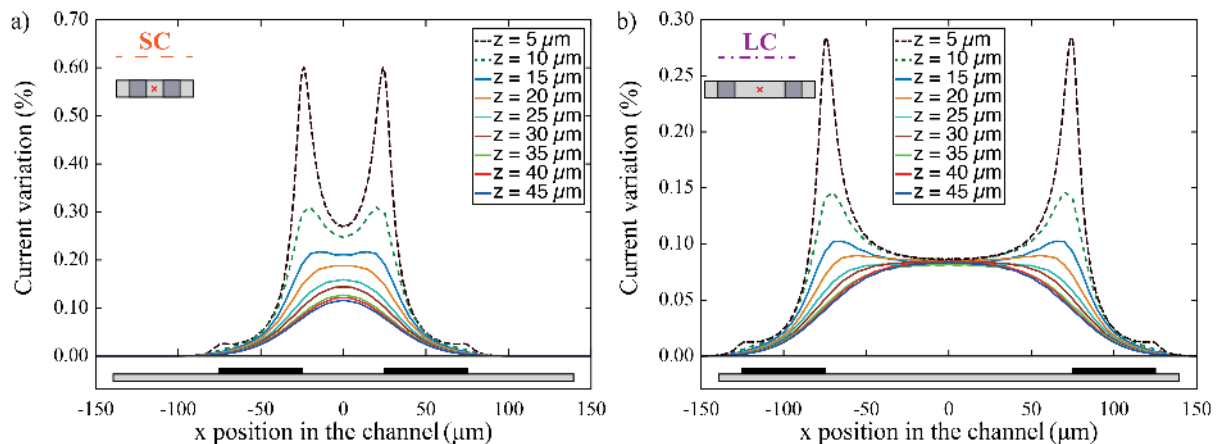 a)
SC
z = 5 µm
z = 10 µm
z = 15 µm
z = 20 µm
z = 25 µm
z = 30 µm
z = 35 µm
z = 40 µm
z = 45 µm
Current variation (%)
0.70
0.60
0.50
0.40
0.30
0.20
0.10
0.00
-150 -100 -50 0 50 100 150
x position in the channel (µm)
b)
LC
z = 5 µm
z = 10 µm
z = 15 µm
z = 20 µm
z = 25 µm
z = 30 µm
z = 35 µm
z = 40 µm
z = 45 µm
Current variation (%)
0.30
0.25
0.20
0.15
0.10
0.05
0.00
-150 -100 -50 0 50 100 150
x position in the channel (µm)